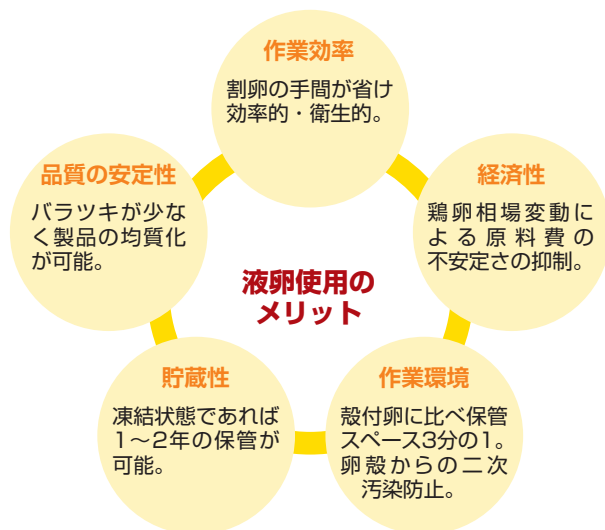 作業効率
割卵の手間が省け
効率的・衛生的。
品質の安定性
バラツキが少な
く製品の均質化
が可能。
経済性
鶏卵相場変動に
よる原料費の
不安定さの抑制。
液卵使用の
メリット
貯蔵性
凍結状態であれば
1〜2年の保管が
可能。
作業環境
殻付卵に比べ保管
スペース3分の1。
卵殻からの二次
汚染防止。